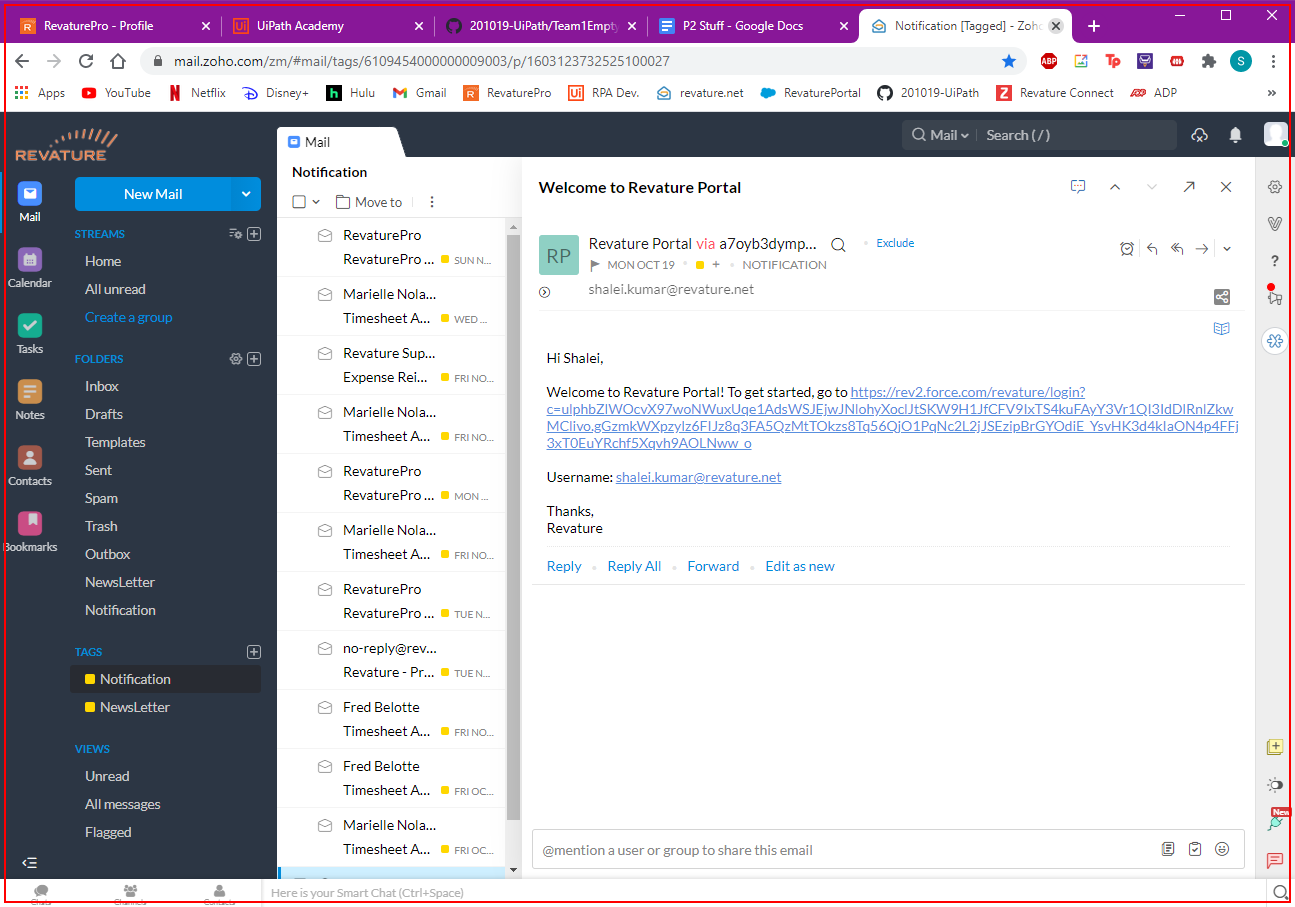 RevaturePro - Profile
UiPath Academy
201019-UiPath/Team1Empty
P2 Stuff - Google Docs
Notification [Tagged] - Zoho
mail.zoho.com/zm/#mail/tags/6109454000000009003/p/1603123732525100027
ABP
Tp
S
Apps
YouTube
Netflix
Disney+
Hulu
Gmail
RevaturePro
RPA Dev.
revature.net
RevaturePortal
201019-UiPath
Revature Connect
ADP
REVATURE
Mail
Mail
Search ( / )
Mail
Calendar
Tasks
Notes
Contacts
Bookmarks
New Mail
STREAMS
Home
All unread
Create a group
FOLDERS
Inbox
Drafts
Templates
Sent
Spam
Trash
Outbox
NewsLetter
Notification
TAGS
Notification
NewsLetter
VIEWS
Unread
All messages
Flagged
Notification
Move to
RevaturePro
RevaturePro ... SUN N...
Marielle Nola...
Timesheet A... WED ...
Revature Sup...
Expense Rei... FRI NO...
Marielle Nola...
Timesheet A... FRI NO...
RevaturePro
RevaturePro ... MON ...
Marielle Nola...
Timesheet A... FRI NO...
RevaturePro
RevaturePro ... TUE N...
no-reply@rev...
Revature - Pr... TUE N...
Fred Belotte
Timesheet A... FRI NO...
Fred Belotte
Timesheet A... FRI OC...
Marielle Nola...
Timesheet A... FRI OC...
Welcome to Revature Portal
RP
Revature Portal via a7oyb3dymp...
Exclude
MON OCT 19
NOTIFICATION
shalei.kumar@revature.net
Hi Shalei,
Welcome to Revature Portal! To get started, go to https://rev2.force.com/revature/login?
Username: shalei.kumar@revature.net
Thanks,
Revature
Reply
Reply All
Forward
Edit as new
@mention a user or group to share this email
New
Chats
Channels
Contacts
Here is your Smart Chat (Ctrl+Space)